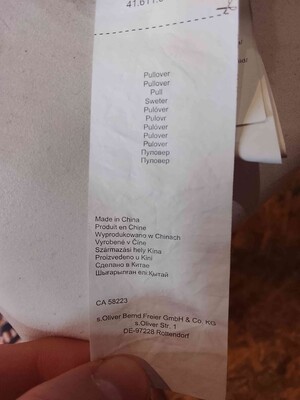 Pullover
Pullover
Pull
Sweter
Pulóver
Pulovr
Pulóver
Pulover
Pulover
Пуловер
Пуловер
Made in China
Produit en Chine
Wyprodukowano w Chinach
Vyrobené v Číne
Származási hely Kína
Proizvedeno u Kini
Сделано в Китае
Шығарылған елі Қытай
CA 58223
s.Oliver Bernd Freier GmbH & Co. KG
s.Oliver Str. 1
DE-97228 Rottendorf